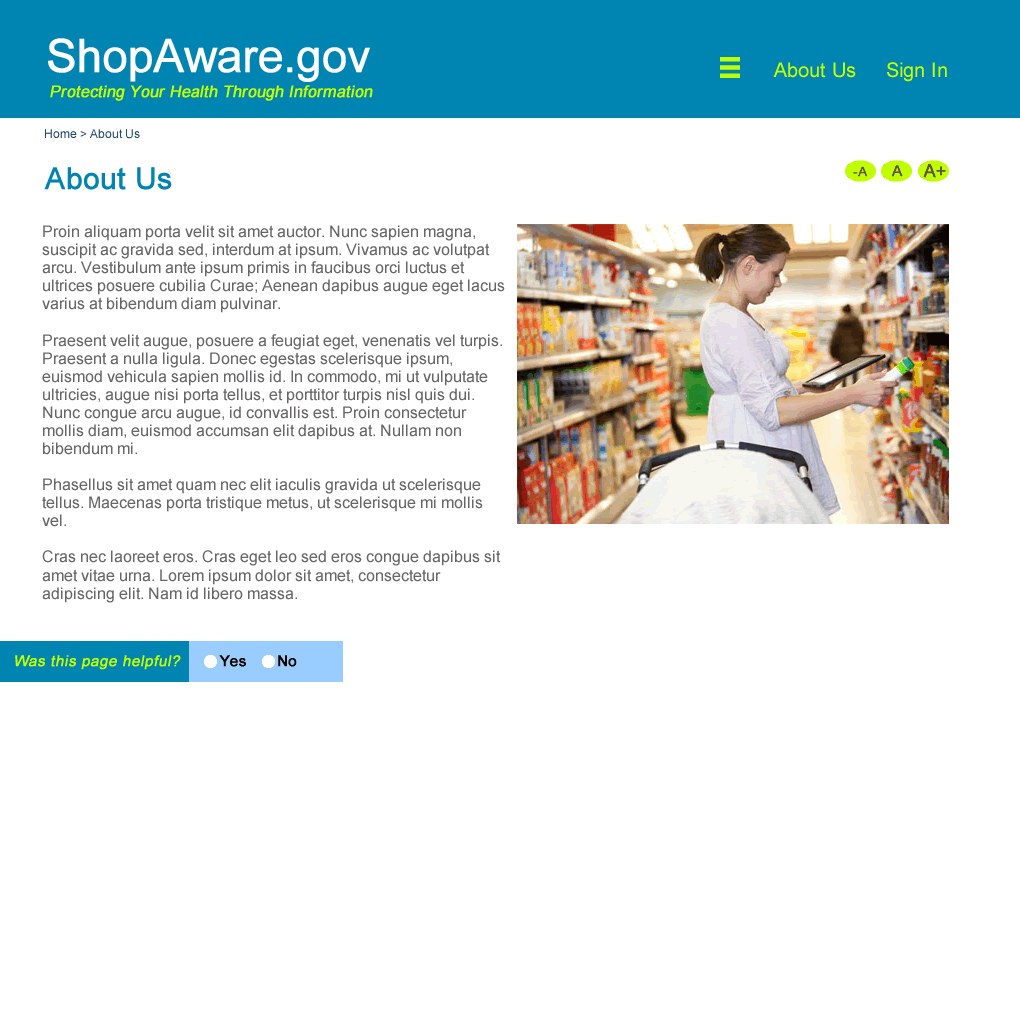 ShopAware.gov
Protecting Your Health Through Information
About Us
Sign In
Home > About Us
About Us
-A
A
A+
Proin aliquam porta velit sit amet auctor. Nunc sapien magna,
suscipit ac gravida sed, interdum at ipsum. Vivamus ac volutpat
arcu. Vestibulum ante ipsum primis in faucibus orci luctus et
ultrices posuere cubilia Curae; Aenean dapibus augue eget lacus
varius at bibendum diam pulvinar.
Praesent velit augue, posuere a feugiat eget, venenatis vel turpis.
Praesent a nulla ligula. Donec egestas scelerisque ipsum,
euismod vehicula sapien mollis id. In commodo, mi ut vulputate
ultricies, augue nisi porta tellus, et porttitor turpis nisl quis dui.
Nunc congue arcu augue, id convallis est. Proin consectetur
mollis diam, euismod accumsan elit dapibus at. Nullam non
bibendum mi.
Phasellus sit amet quam nec elit iaculis gravida ut scelerisque
tellus. Maecenas porta tristique metus, ut scelerisque mi mollis
vel.
Cras nec laoreet eros. Cras eget leo sed eros congue dapibus sit
amet vitae urna. Lorem ipsum dolor sit amet, consectetur
adipiscing elit. Nam id libero massa.
Was this page helpful?
Yes
No